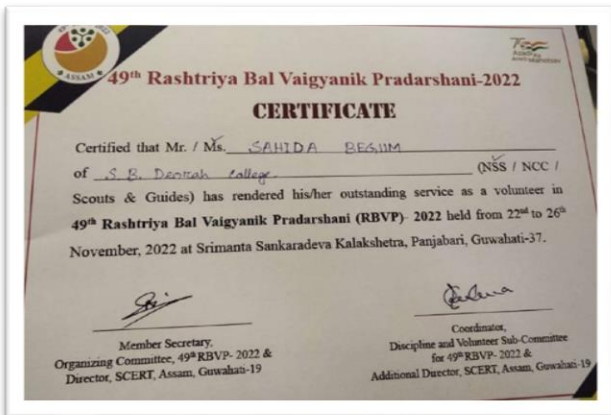 ASSAM
Azadi Ka
Amrit Mahotsav
49th Rashtriya Bal Vaigyanik Pradarshani-2022
CERTIFICATE
Certified that Mr. / Ms. SAHIDA BEGUM
of S. B. Deorah College (NSS / NCC /
Scouts & Guides) has rendered his/her outstanding service as a volunteer in
49th Rashtriya Bal Vaigyanik Pradarshani (RBVP)- 2022 held from 22nd to 26th
November, 2022 at Srimanta Sankaradeva Kalakshetra, Panjabari, Guwahati-37.
Member Secretary,
Organizing Committee, 49th RBVP- 2022 &
Director, SCERT, Assam, Guwahati-19
Coordinator,
Discipline and Volunteer Sub-Committee
for 49th RBVP- 2022 &
Additional Director, SCERT, Assam, Guwahati-19